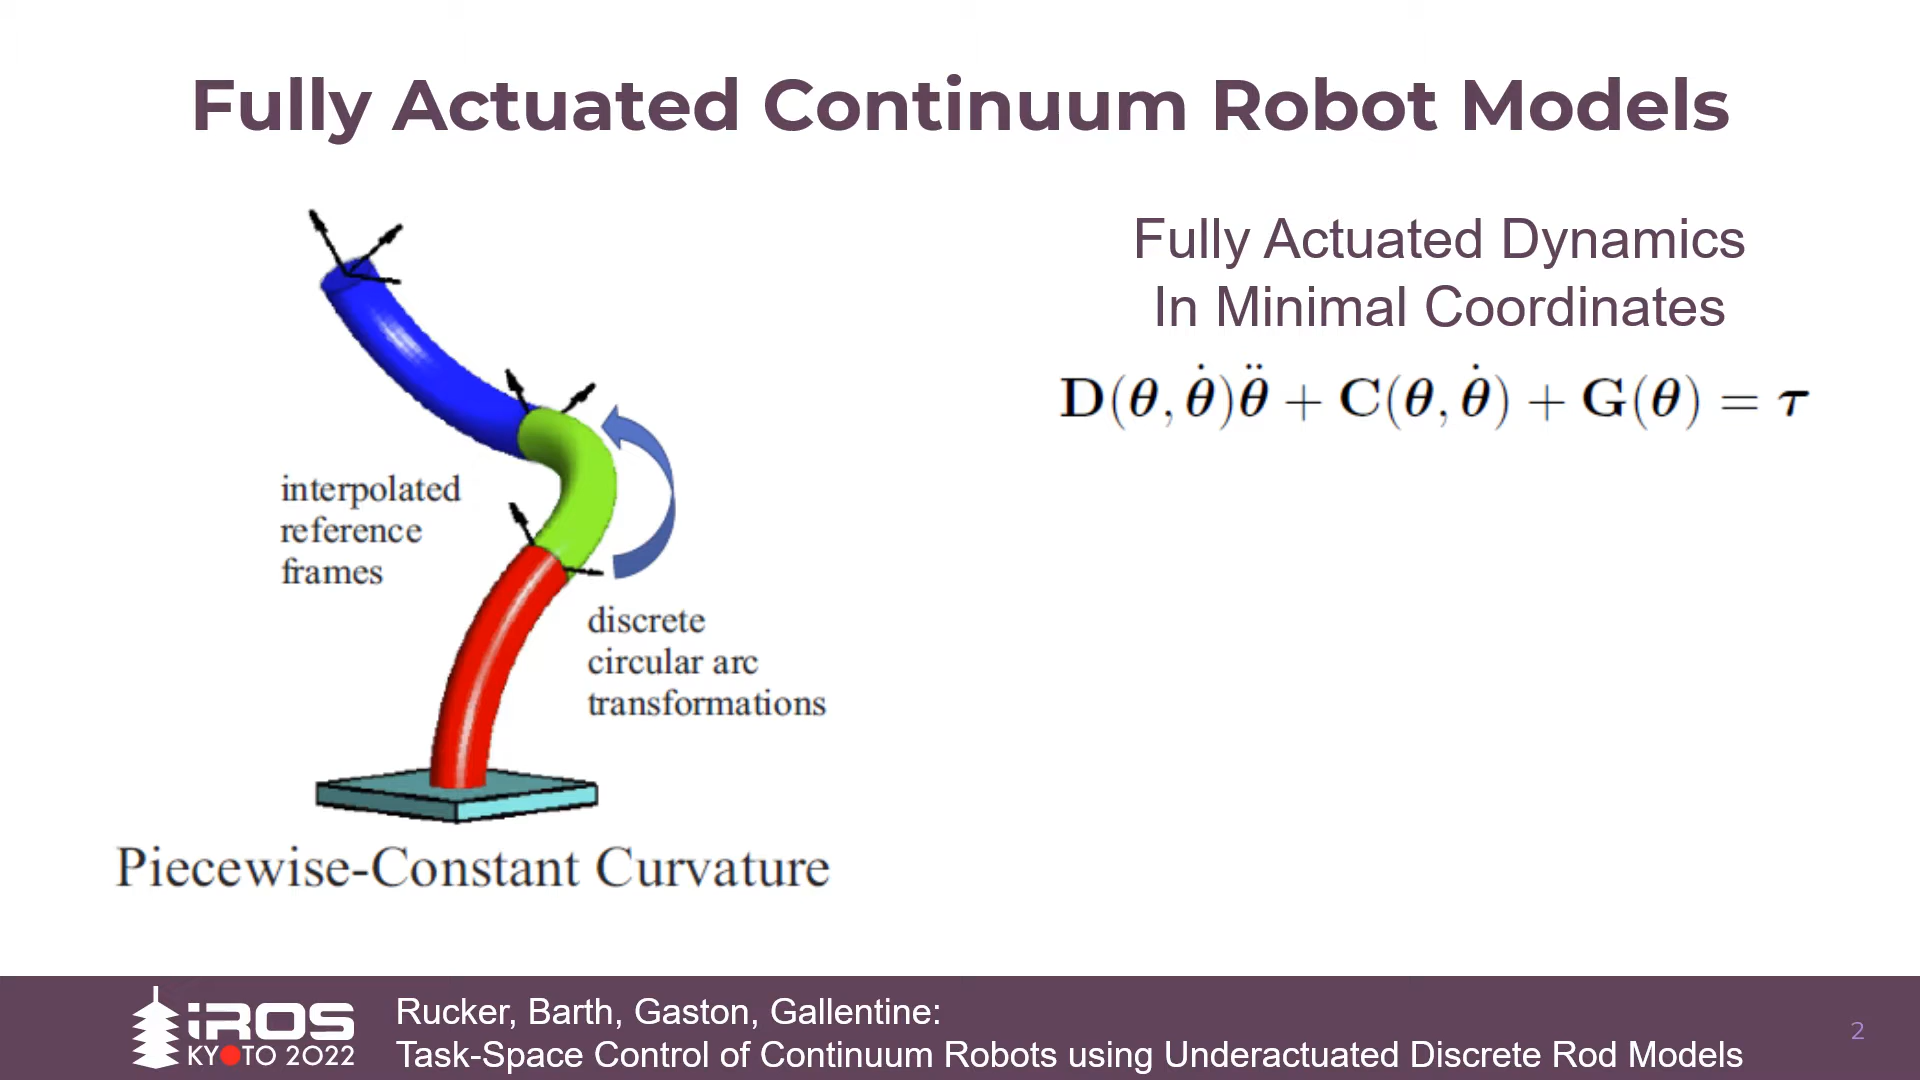 Fully Actuated Continuum Robot Models
Fully Actuated Dynamics
In Minimal Coordinates
D(θ, θ̇)θ̈ + C(θ, θ̇) + G(θ) = τ
interpolated
reference
frames
discrete
circular arc
transformations
Piecewise-Constant Curvature
iROS
KYOTO 2022
Rucker, Barth, Gaston, Gallentine:
Task-Space Control of Continuum Robots using Underactuated Discrete Rod Models
2